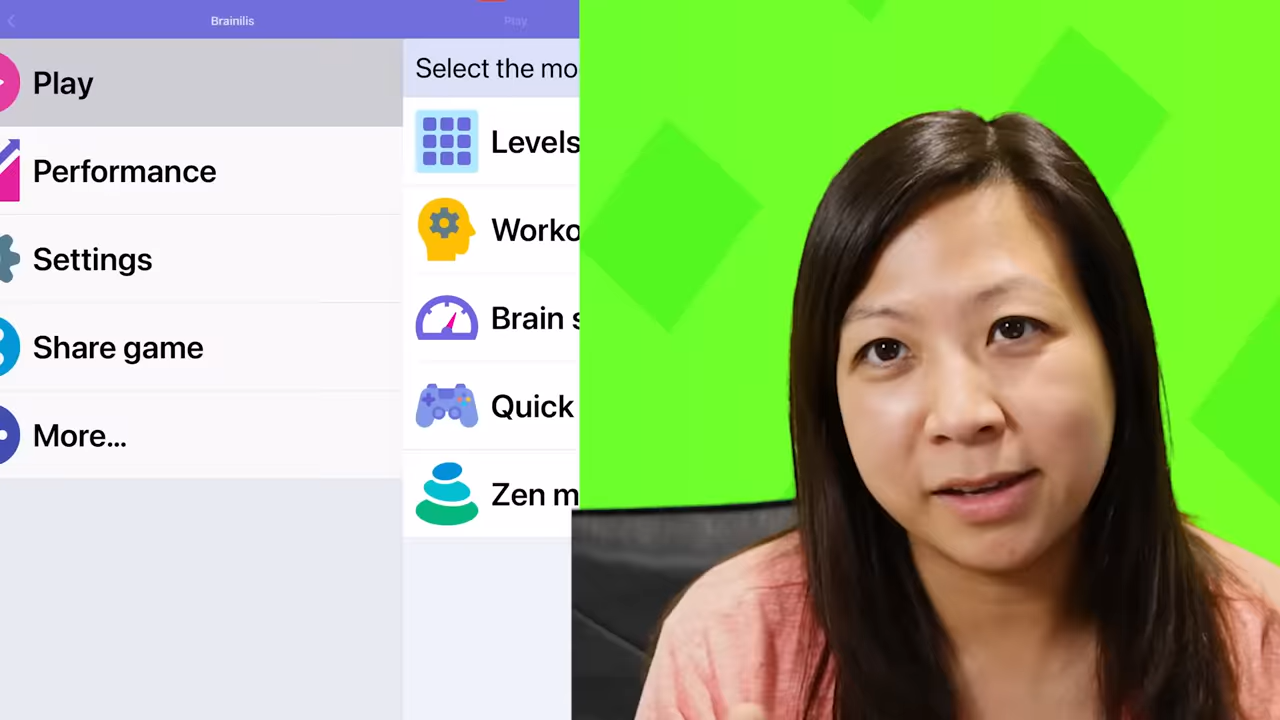 Brainilis
Play
Play
Performance
Settings
Share game
More...
Select the mo
Levels
Worko
Brain s
Quick
Zen m